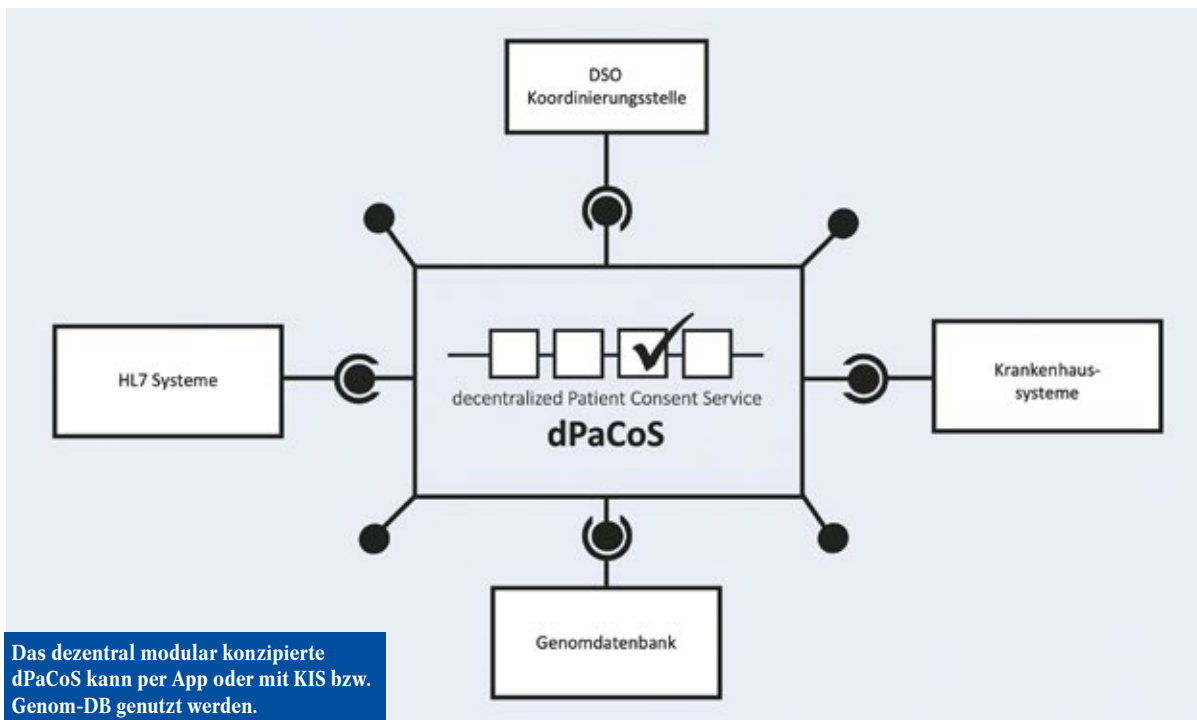 DSO
Koordinierungsstelle
HL7 Systeme
decentralized Patient Consent Service
dPaCoS
Krankenhaus-
systeme
Genomdatenbank
Das dezentral modular konzipierte
dPaCoS kann per App oder mit KIS bzw.
Genom-DB genutzt werden.